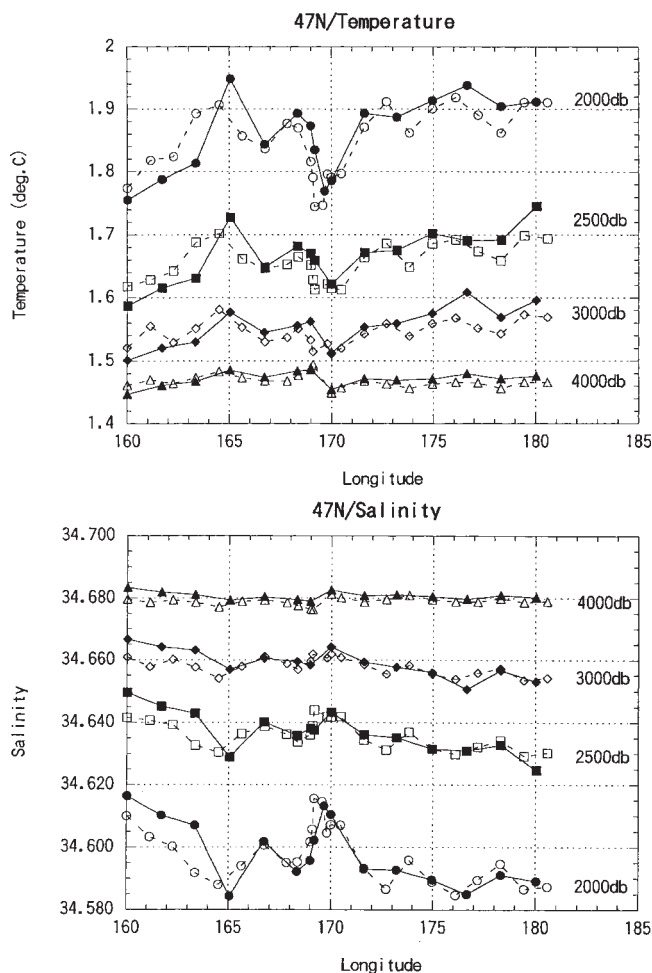 47N/Temperature
2
1.9
1.8
1.7
1.6
1.5
1.4
Temperature (deg.C)
2000db
2500db
3000db
4000db
160
165
170
175
180
185
Longitude
47N/Salinity
34.700
34.680
34.660
34.640
34.620
34.600
34.580
Salinity
4000db
3000db
2500db
2000db
160
165
170
175
180
185
Longitude